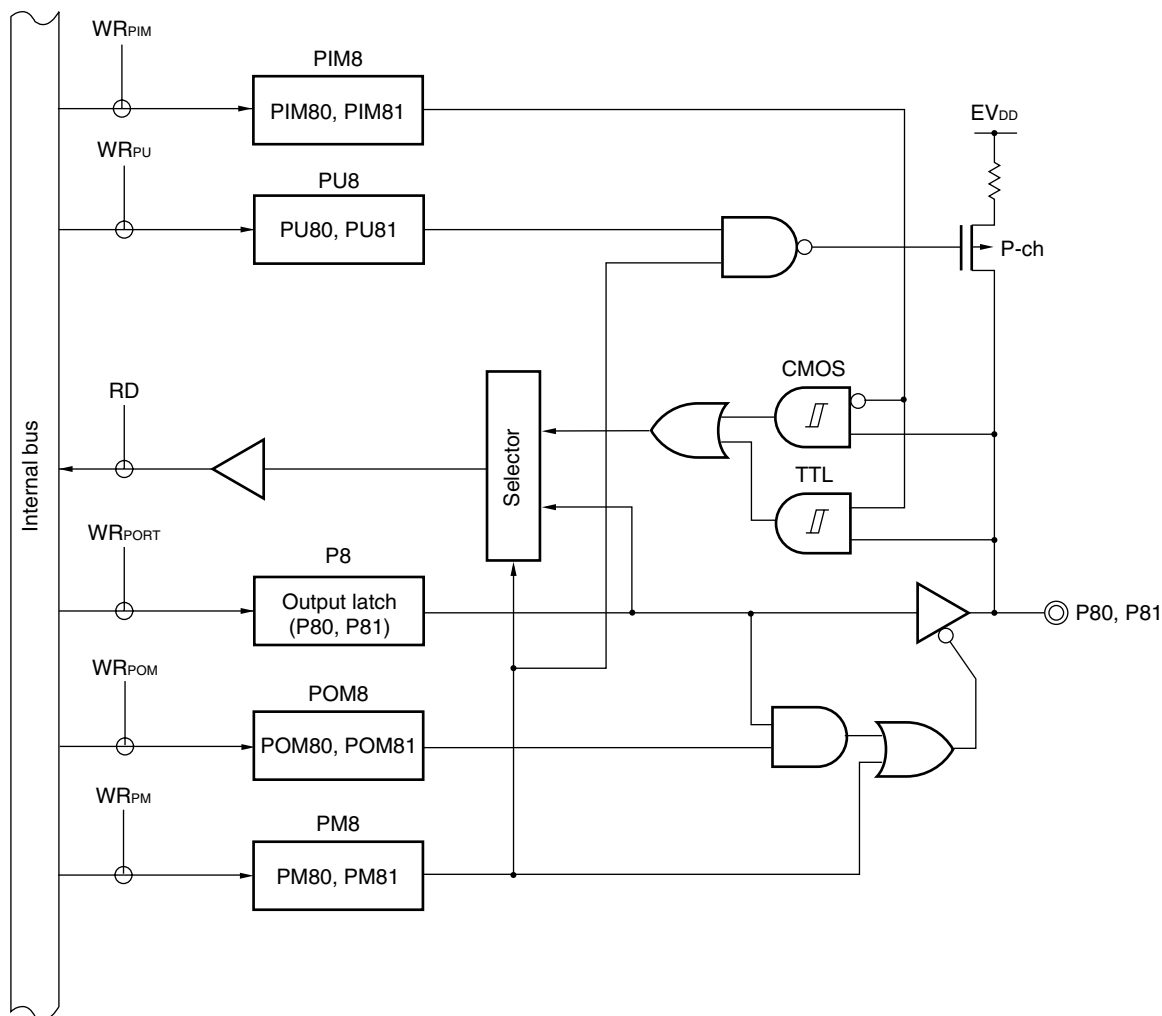 WRPIM
PIM8
PIM80, PIM81
EVDD
WRPU
PU8
PU80, PU81
P-ch
CMOS
RD
Selector
TTL
Internal bus
WRPORT
P8
Output latch
(P80, P81)
P80, P81
WRPOM
POM8
POM80, POM81
WRPM
PM8
PM80, PM81